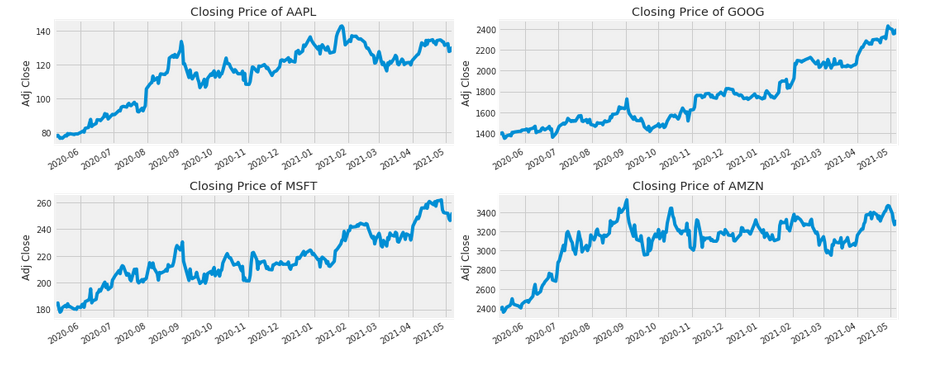 Closing Price of AAPL
Adj Close
140
120
100
80
2020-06 2020-07 2020-08 2020-09 2020-10 2020-11 2020-12 2021-01 2021-02 2021-03 2021-04 2021-05
Closing Price of GOOG
Adj Close
2400
2200
2000
1800
1600
1400
2020-06 2020-07 2020-08 2020-09 2020-10 2020-11 2020-12 2021-01 2021-02 2021-03 2021-04 2021-05
Closing Price of MSFT
Adj Close
260
240
220
200
180
2020-06 2020-07 2020-08 2020-09 2020-10 2020-11 2020-12 2021-01 2021-02 2021-03 2021-04 2021-05
Closing Price of AMZN
Adj Close
3400
3200
3000
2800
2600
2400
2020-06 2020-07 2020-08 2020-09 2020-10 2020-11 2020-12 2021-01 2021-02 2021-03 2021-04 2021-05